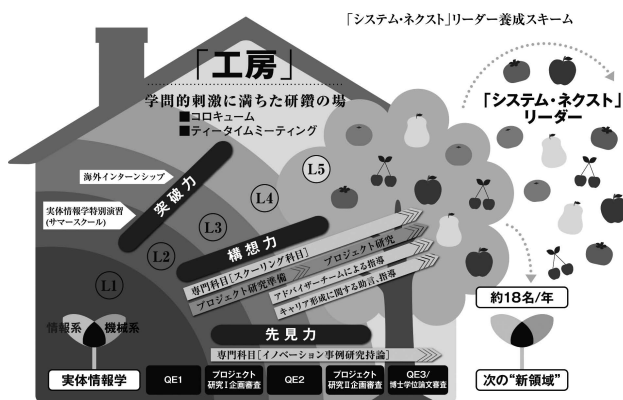 「システム・ネクスト」リーダー養成スキーム
「工房」
学問的刺激に満ちた研鑽の場
■コロキューム
■ティータイムミーティング
「システム・ネクスト」
リーダー
海外インターンシップ
突破力
実体情報学特別演習
(サマースクール)
L5
L4
L3
L2
L1
構想力
専門科目［スクーリング科目］
プロジェクト研究準備
プロジェクト研究
アドバイザーチームによる指導
キャリア形成に関する助言、指導
先見力
専門科目［イノベーション事例研究持論］
約18名/年
情報系
機械系
実体情報学
QE1
プロジェクト
研究Ⅰ企画審査
QE2
プロジェクト
研究Ⅱ企画審査
QE3/
博士学位論文審査
次の“新領域”